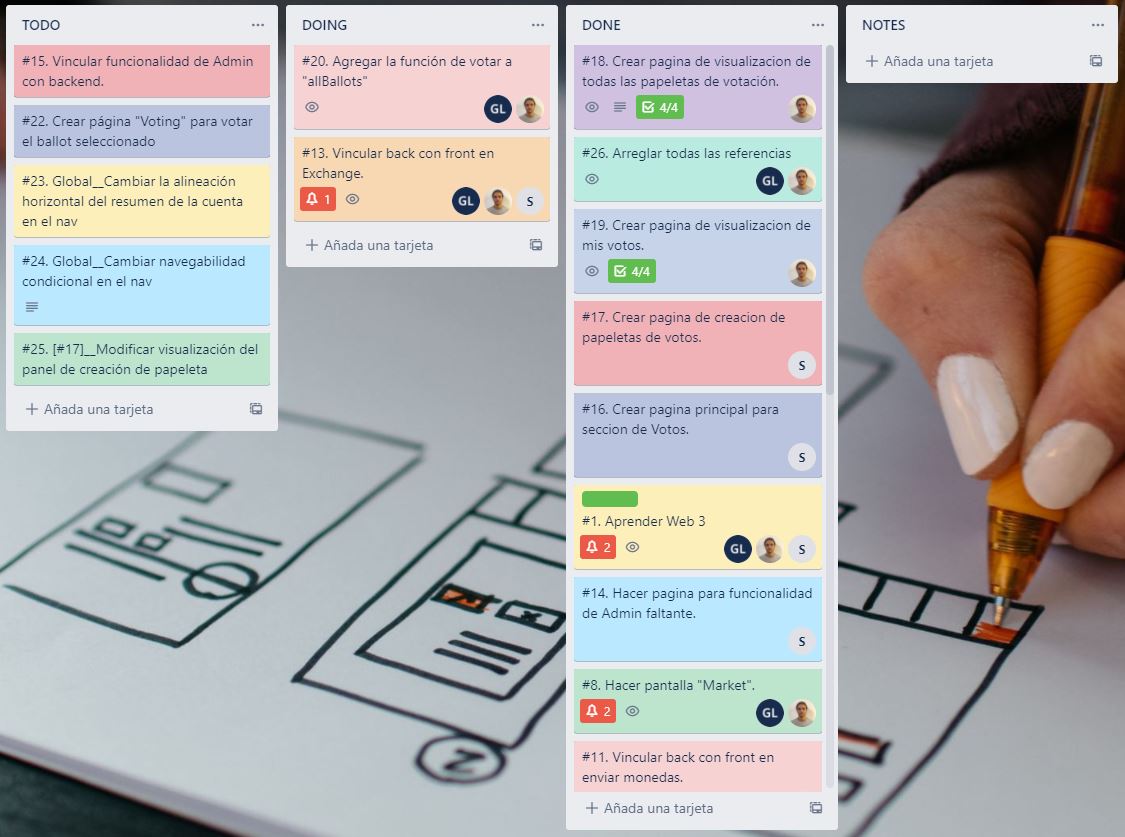 TODO
#15. Vincular funcionalidad de Admin
con backend.
#22. Crear página "Voting" para votar
el ballot seleccionado
#23. Global__Cambiar la alineación
horizontal del resumen de la cuenta
en el nav
#24. Global__Cambiar navegabilidad
condicional en el nav
#25. [#17]__Modificar visualización del
panel de creación de papeleta
Añada una tarjeta
DOING
#20. Agregar la función de votar a
"allBallots"
GL
#13. Vincular back con front en
Exchange.
1 GL S
Añada una tarjeta
DONE
#18. Crear pagina de visualizacion de
todas las papeletas de votación.
4/4
#26. Arreglar todas las referencias
GL
#19. Crear pagina de visualizacion de
mis votos.
4/4
#17. Crear pagina de creacion de
papeletas de votos.
S
#16. Crear pagina principal para
seccion de Votos.
S
#1. Aprender Web 3
2 GL S
#14. Hacer pagina para funcionalidad
de Admin faltante.
S
#8. Hacer pantalla "Market".
2 GL
#11. Vincular back con front en
enviar monedas.
Añada una tarjeta
NOTES
Añada una tarjeta